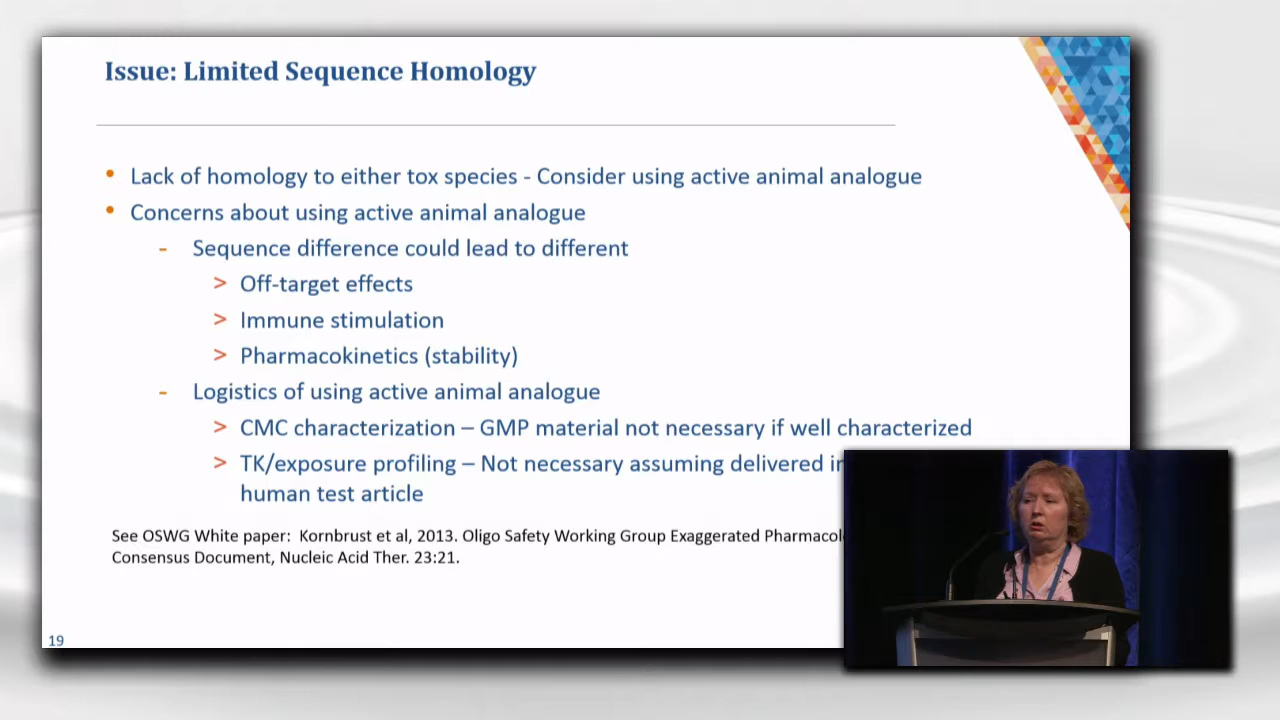 Issue: Limited Sequence Homology
• Lack of homology to either tox species - Consider using active animal analogue
• Concerns about using active animal analogue
- Sequence difference could lead to different
> Off-target effects
> Immune stimulation
> Pharmacokinetics (stability)
- Logistics of using active animal analogue
> CMC characterization – GMP material not necessary if well characterized
> TK/exposure profiling – Not necessary assuming delivered
human test article
See OSWG White paper: Kornbrust et al, 2013. Oligo Safety Working Group Exaggerated
Consensus Document, Nucleic Acid Ther. 23:21.
19